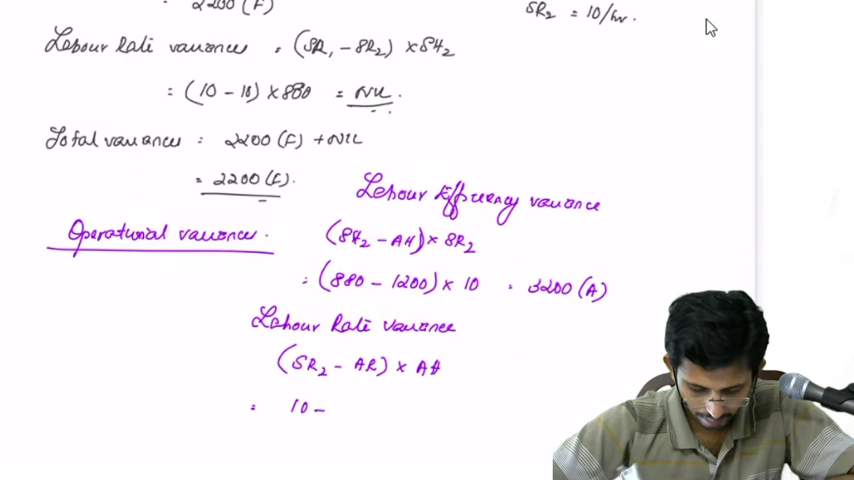 2200 (F)
SR2 = 10/hr.
Labour Rate variance = (SR1 - SR2) × SH2
= (10 - 10) × 880 = NIL.
Total variance = 2200 (F) + NIL
= 2200 (F).
Labour Efficiency variance
Operational variance.
(SH2 - AH) × SR2
= (880 - 1200) × 10 = 3200 (A)
Labour Rate variance
(SR2 - AR) × AH
= 10 -